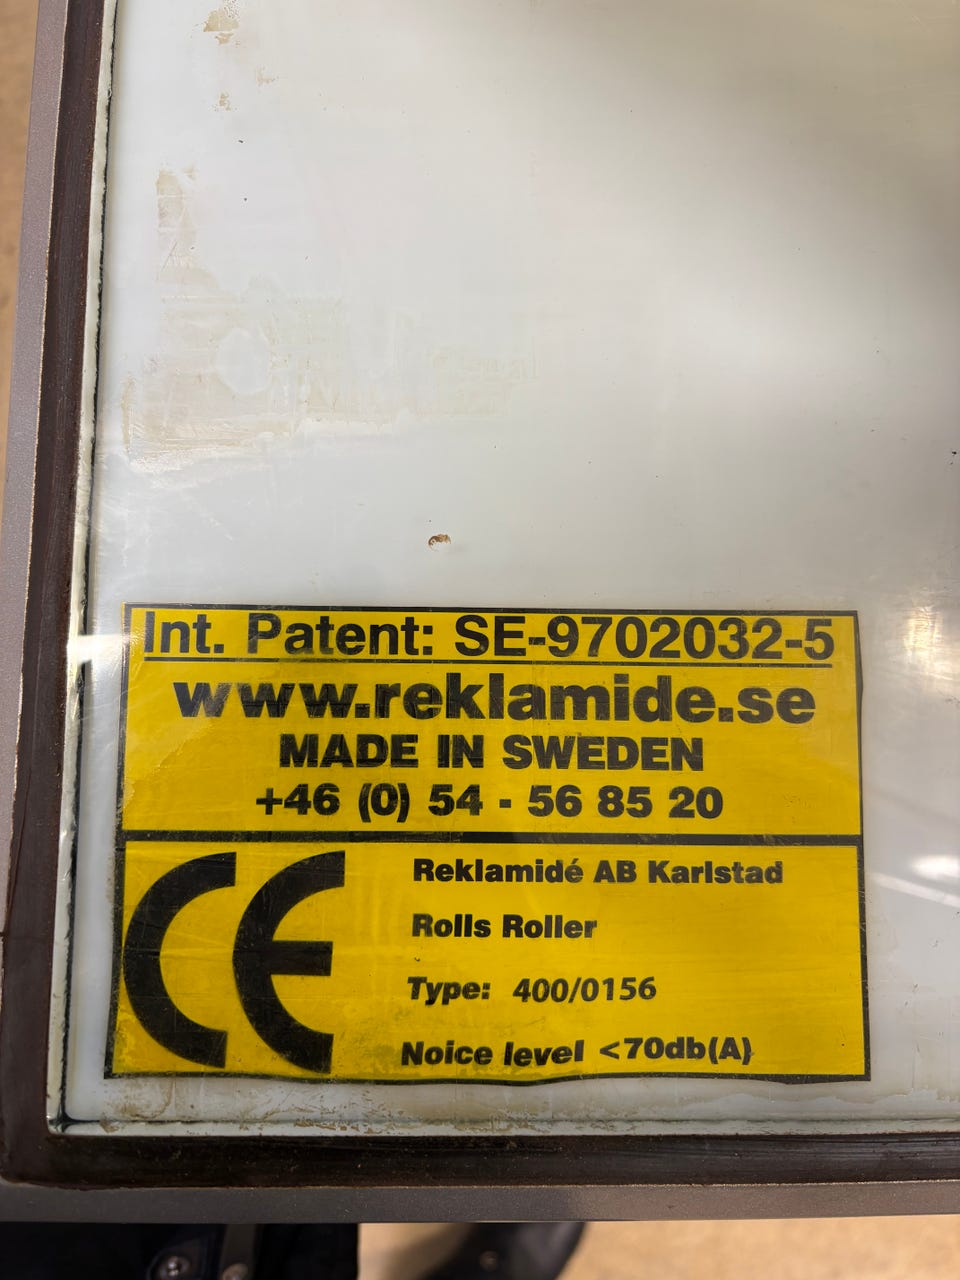 Int. Patent: SE-9702032-5
www.reklamide.se
MADE IN SWEDEN
+46 (0) 54 - 56 85 20
CE
Reklamidé AB Karlstad
Rolls Roller
Type: 400/0156
Noice level <70db(A)